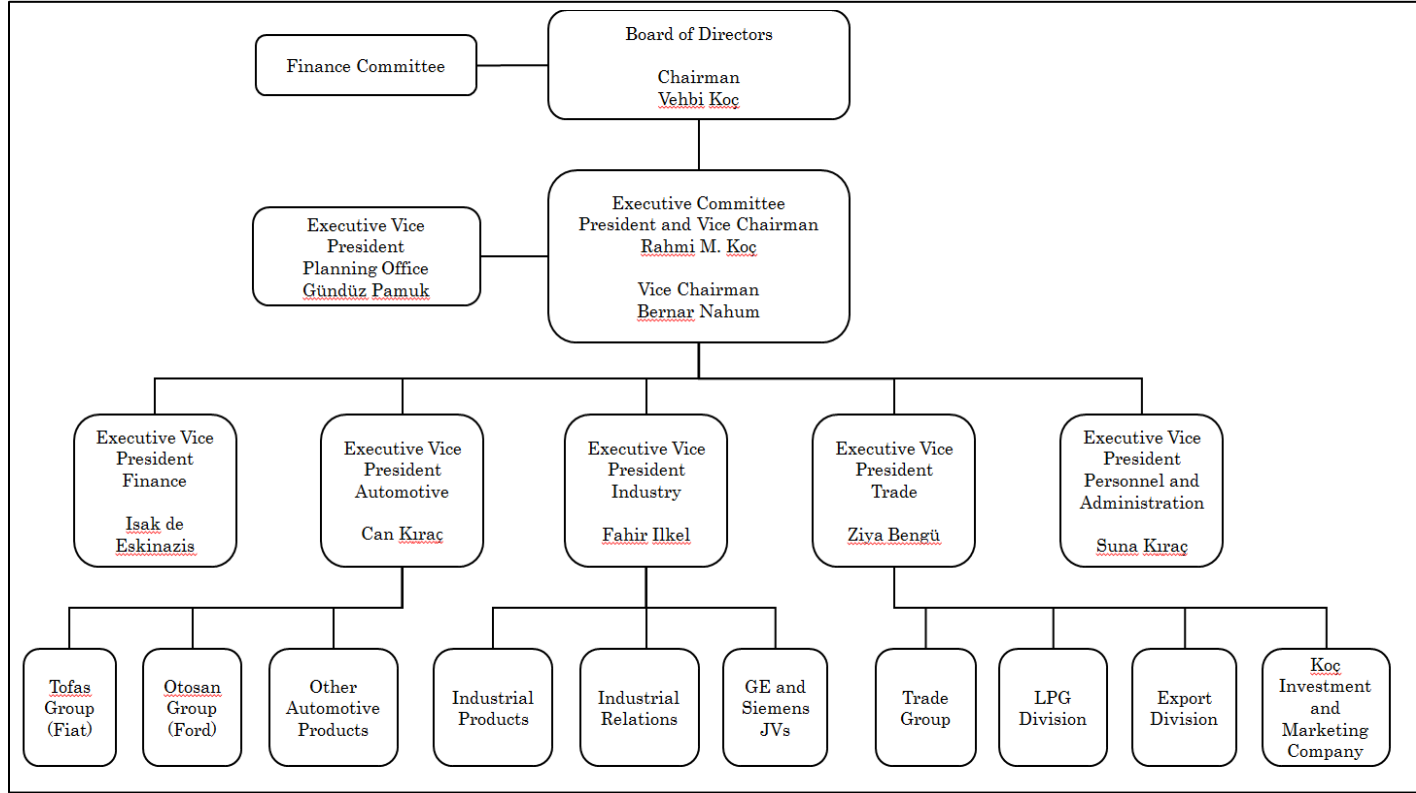 Board of Directors
Chairman
Vehbi Koç
Finance Committee
Executive Committee
President and Vice Chairman
Rahmi M. Koç
Vice Chairman
Bernar Nahum
Executive Vice
President
Planning Office
Gündüz Pamuk
Executive Vice
President
Finance
Isak de
Eskinazis
Executive Vice
President
Automotive
Can Kıraç
Executive Vice
President
Industry
Fahir Ilkel
Executive Vice
President
Trade
Ziya Bengü
Executive Vice
President
Personnel and
Administration
Suna Kıraç
Tofas
Group
(Fiat)
Otosan
Group
(Ford)
Other
Automotive
Products
Industrial
Products
Industrial
Relations
GE and
Siemens
JVs
Trade
Group
LPG
Division
Export
Division
Koç
Investment
and
Marketing
Company